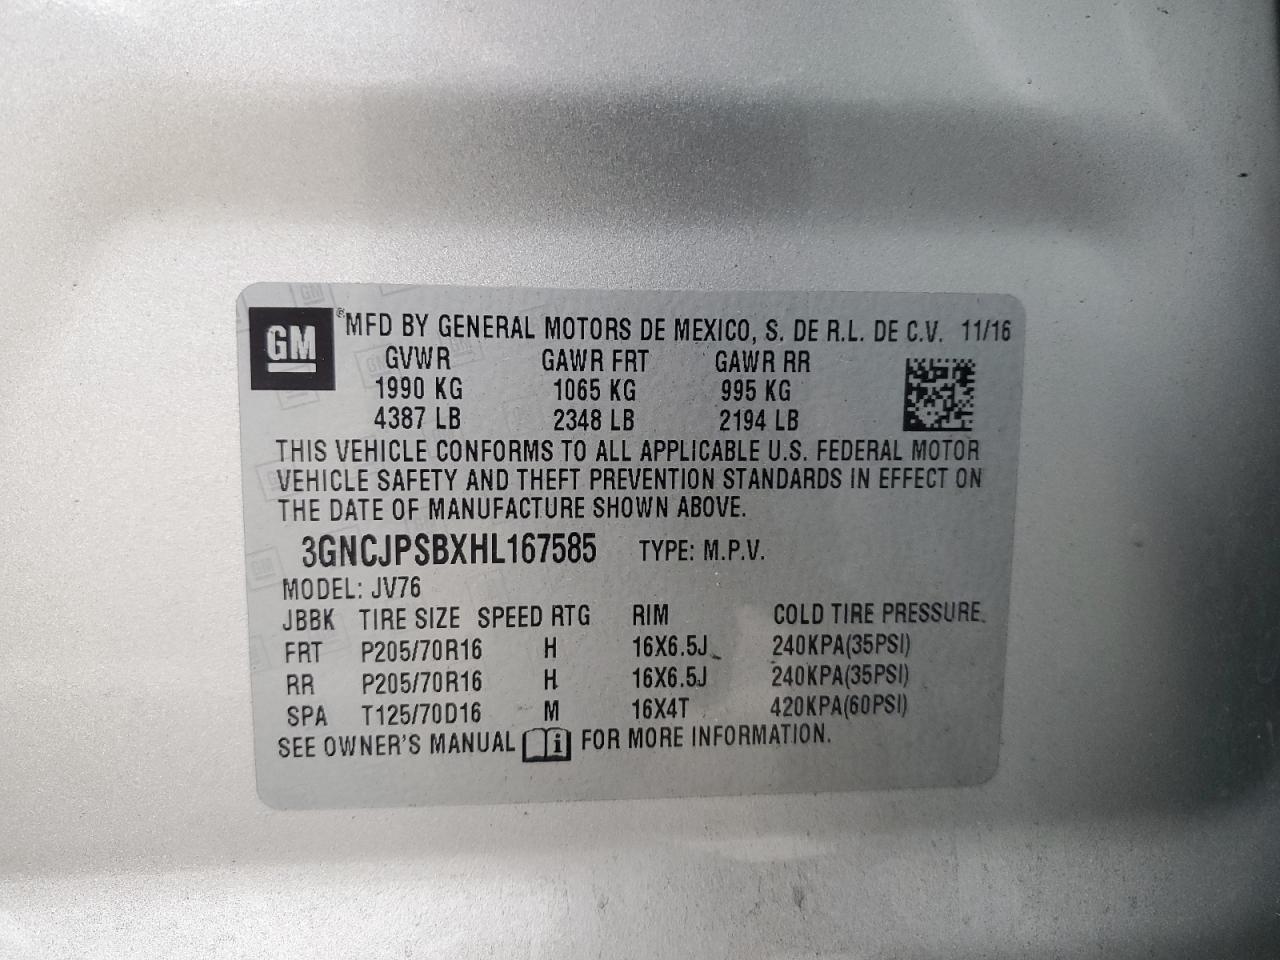 GM ® MFD BY GENERAL MOTORS DE MEXICO, S. DE R.L. DE C.V. 11/16
GVWR GAWR FRT GAWR RR
1990 KG 1065 KG 995 KG
4387 LB 2348 LB 2194 LB
THIS VEHICLE CONFORMS TO ALL APPLICABLE U.S. FEDERAL MOTOR
VEHICLE SAFETY AND THEFT PREVENTION STANDARDS IN EFFECT ON
THE DATE OF MANUFACTURE SHOWN ABOVE.
3GNCJPSBXHL167585 TYPE: M.P.V.
MODEL: JV76
JBBK TIRE SIZE SPEED RTG RIM COLD TIRE PRESSURE
FRT P205/70R16 H 16X6.5J 240KPA(35PSI)
RR P205/70R16 H 16X6.5J 240KPA(35PSI)
SPA T125/70D16 M 16X4T 420KPA(60PSI)
SEE OWNER'S MANUAL i FOR MORE INFORMATION.